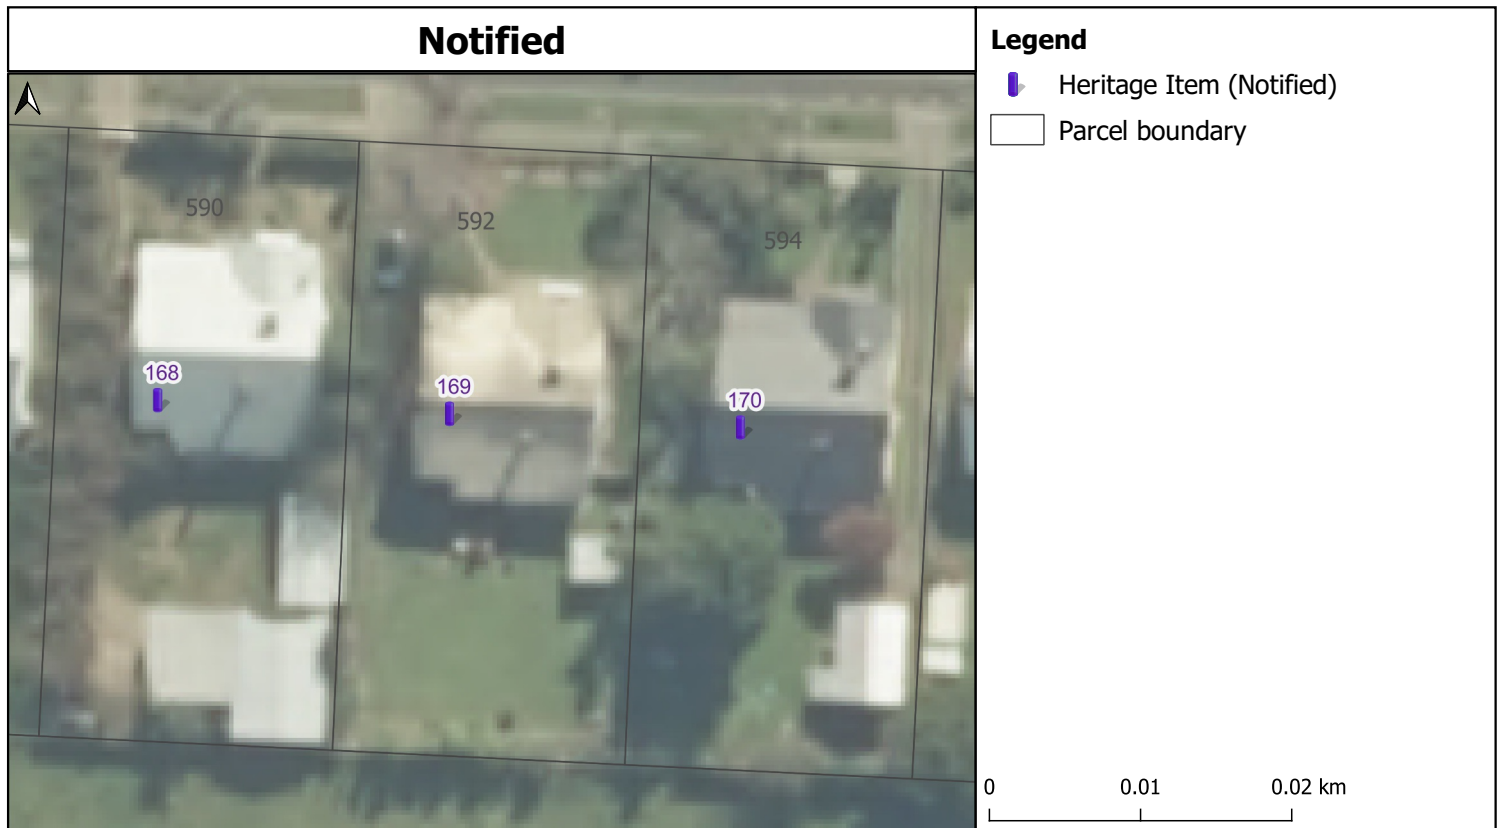 Notified
590
592
594
168
169
170
Legend
Heritage Item (Notified)
Parcel boundary
0 0.01 0.02 km